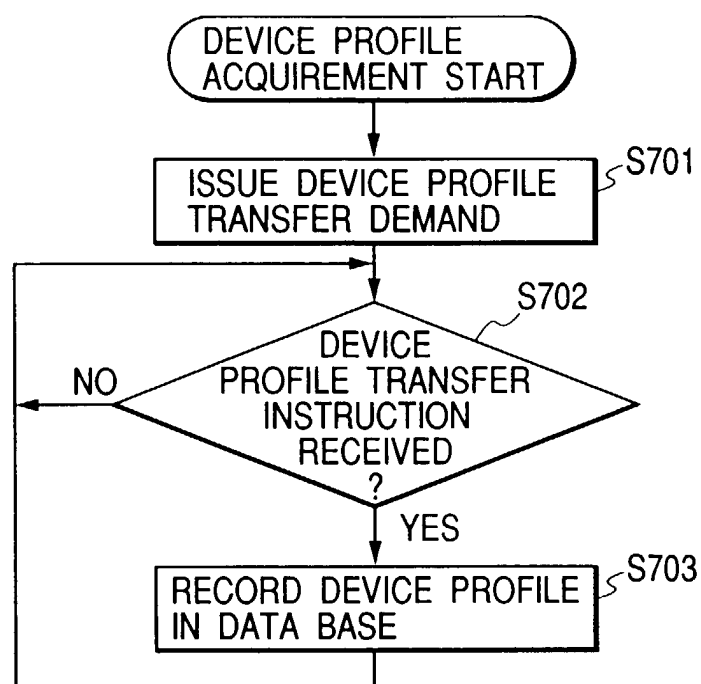 DEVICE PROFILE
ACQUIREMENT START
S701
ISSUE DEVICE PROFILE
TRANSFER DEMAND
S702
DEVICE
PROFILE TRANSFER
INSTRUCTION
RECEIVED
?
NO
YES
S703
RECORD DEVICE PROFILE
IN DATA BASE